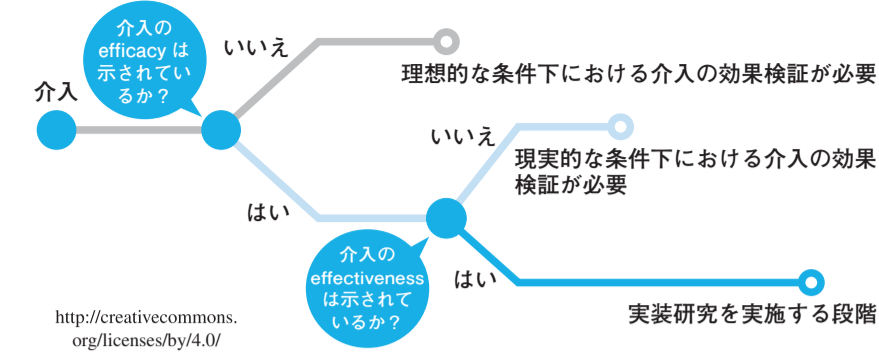 介入の
efficacy は
示されてい
るか？
いいえ
理想的な条件下における介入の効果検証が必要
介入
いいえ
現実的な条件下における介入の効果
検証が必要
はい
介入の
effectiveness
は示されて
いるか？
はい
実装研究を実施する段階
http://creativecommons.
org/licenses/by/4.0/